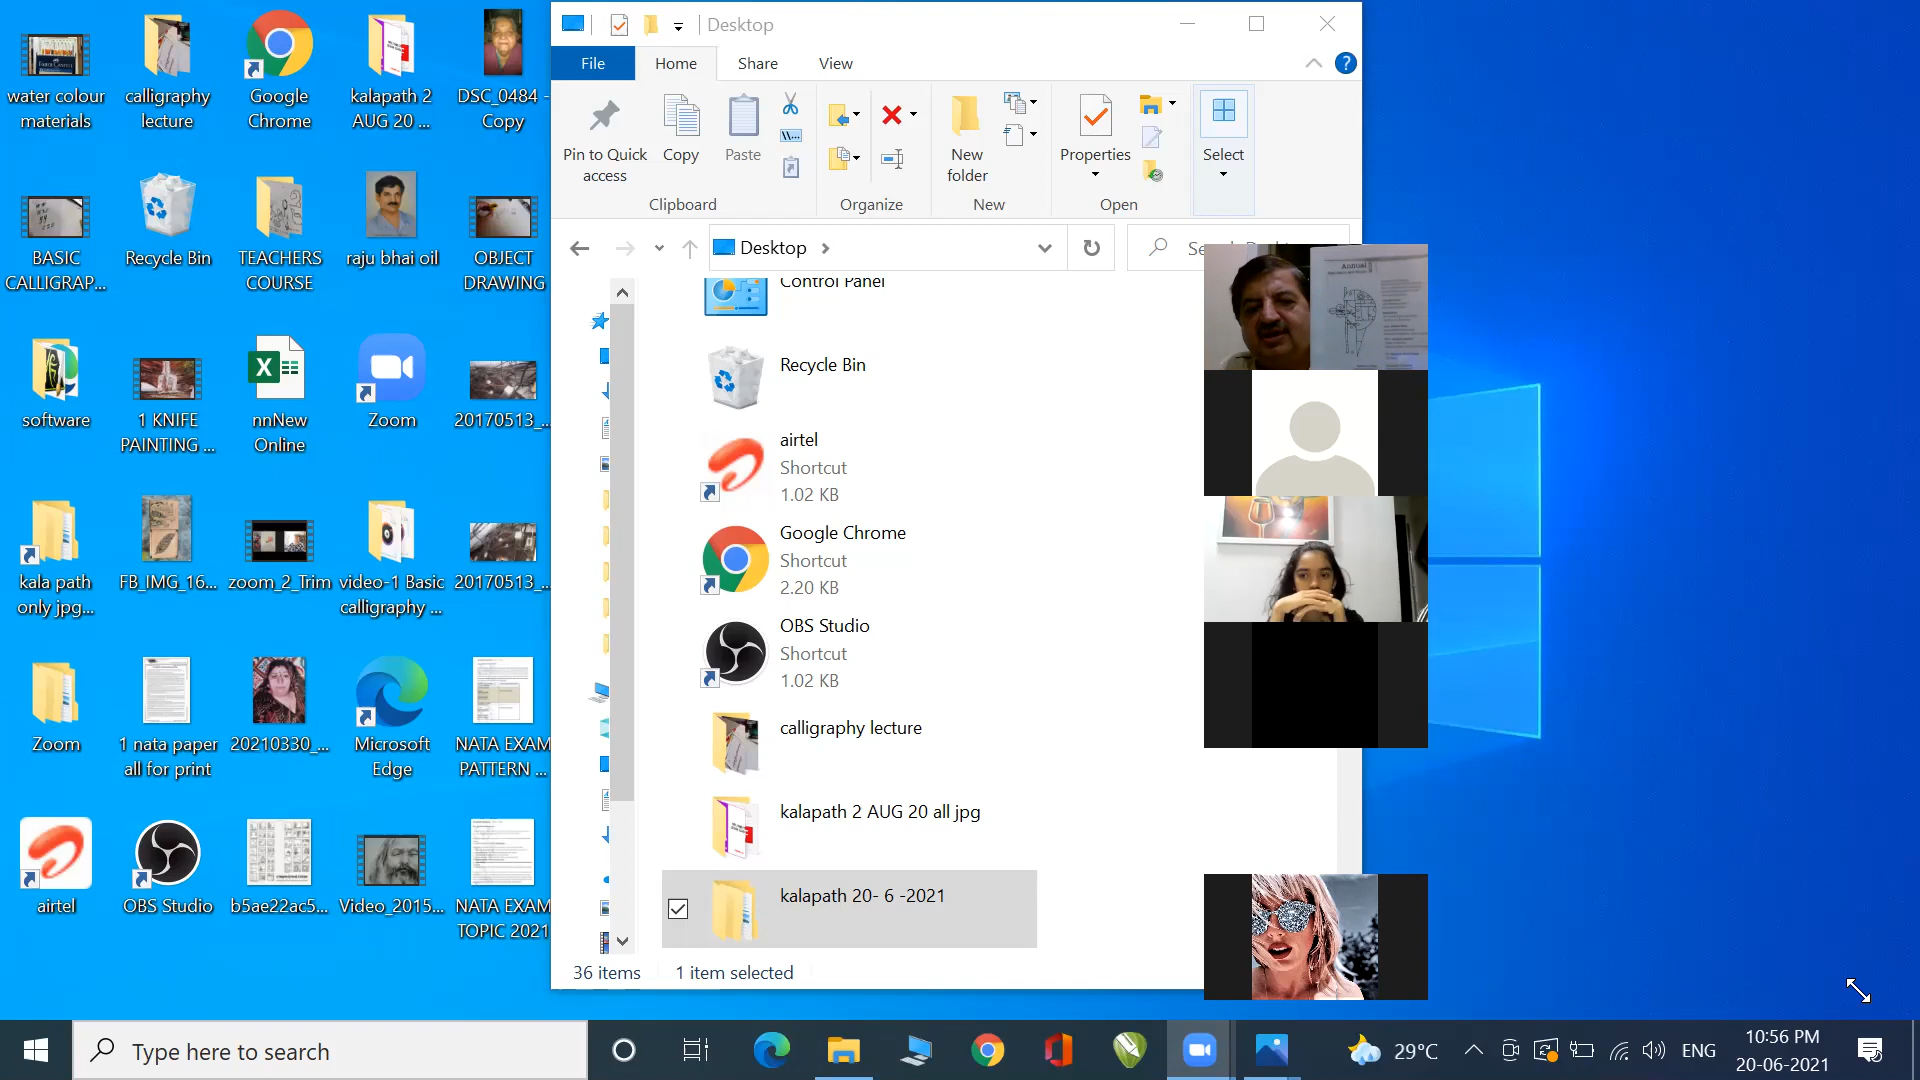 water colour
materials
calligraphy
lecture
Google
Chrome
kalapath 2
AUG 20 ...
DSC_0484 -
Copy
BASIC
CALLIGRAP...
Recycle Bin
TEACHERS
COURSE
raju bhai oil
OBJECT
DRAWING
software
1 KNIFE
PAINTING ...
nnNew
Online
Zoom
20170513_...
kala path
only jpg...
FB_IMG_16...
zoom_2_Trim
video-1 Basic
calligraphy ...
20170513_...
Zoom
1 nata paper
all for print
20210330_...
Microsoft
Edge
NATA EXAM
PATTERN ...
airtel
OBS Studio
b5ae22ac5...
Video_2015...
NATA EXAM
TOPIC 2021
Desktop
File
Home
Share
View
Pin to Quick
access
Copy
Paste
New
folder
Properties
Select
Clipboard
Organize
New
Open
Desktop
Control Panel
Recycle Bin
airtel
Shortcut
1.02 KB
Google Chrome
Shortcut
2.20 KB
OBS Studio
Shortcut
1.02 KB
calligraphy lecture
kalapath 2 AUG 20 all jpg
kalapath 20- 6 -2021
36 items
1 item selected
Annual
Type here to search
29°C
ENG
10:56 PM
20-06-2021